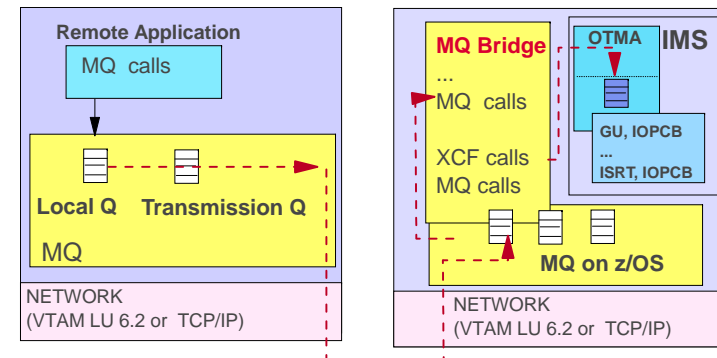 Remote Application
MQ calls
Local Q
Transmission Q
MQ
NETWORK
(VTAM LU 6.2 or TCP/IP)
MQ Bridge
...
MQ calls
XCF calls
MQ calls
OTMA
IMS
GU, IOPCB
...
ISRT, IOPCB
MQ on z/OS
NETWORK
(VTAM LU 6.2 or TCP/IP)